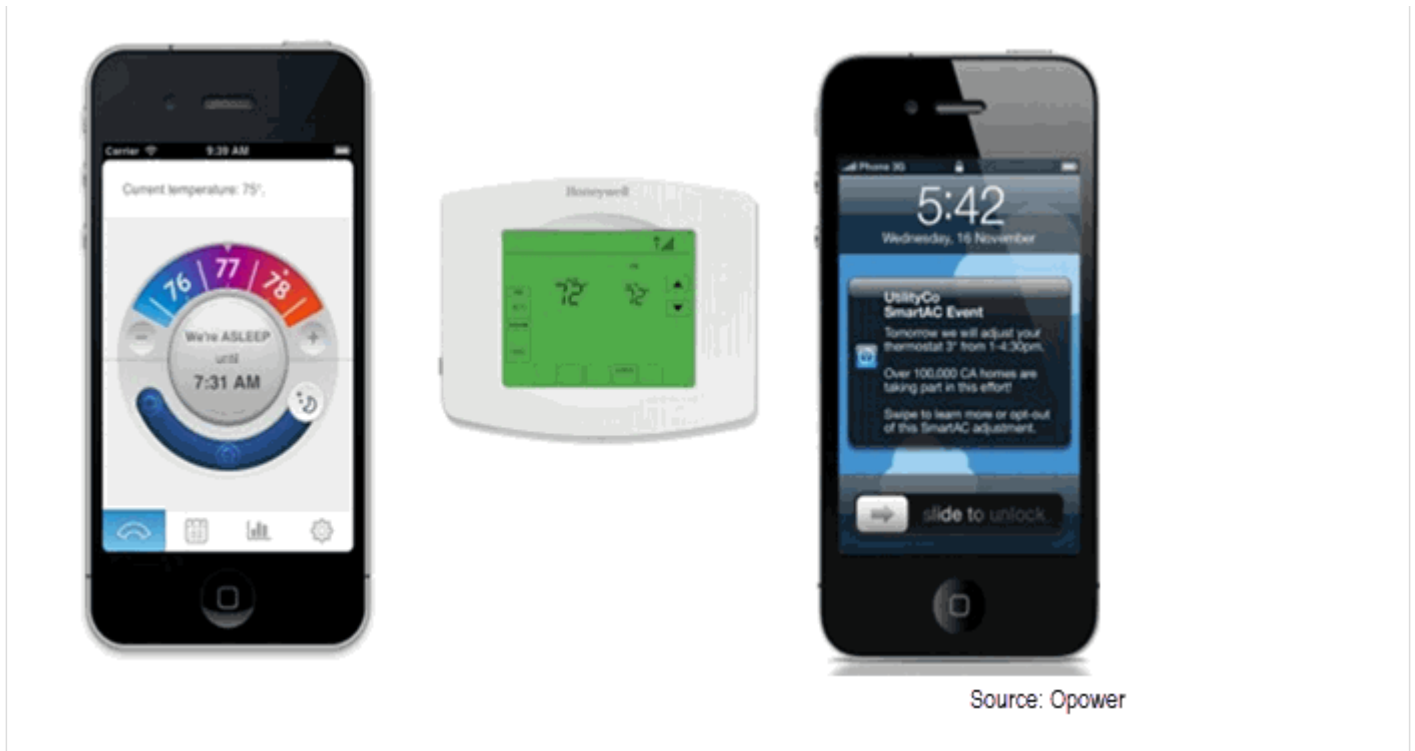 Carrier 9:39 AM
Current temperature: 75°.
76 77 78
We're ASLEEP
until
7:31 AM
Honeywell
72 72
Phone 3G
5:42
Wednesday, 16 November
UtilityCo
SmartAC Event
Tomorrow we will adjust your
thermostat 3° from 1-4:30pm.
Over 100,000 CA homes are
taking part in this effort!
Swipe to learn more or opt-out
of this SmartAC adjustment.
slide to unlock
Source: Opower